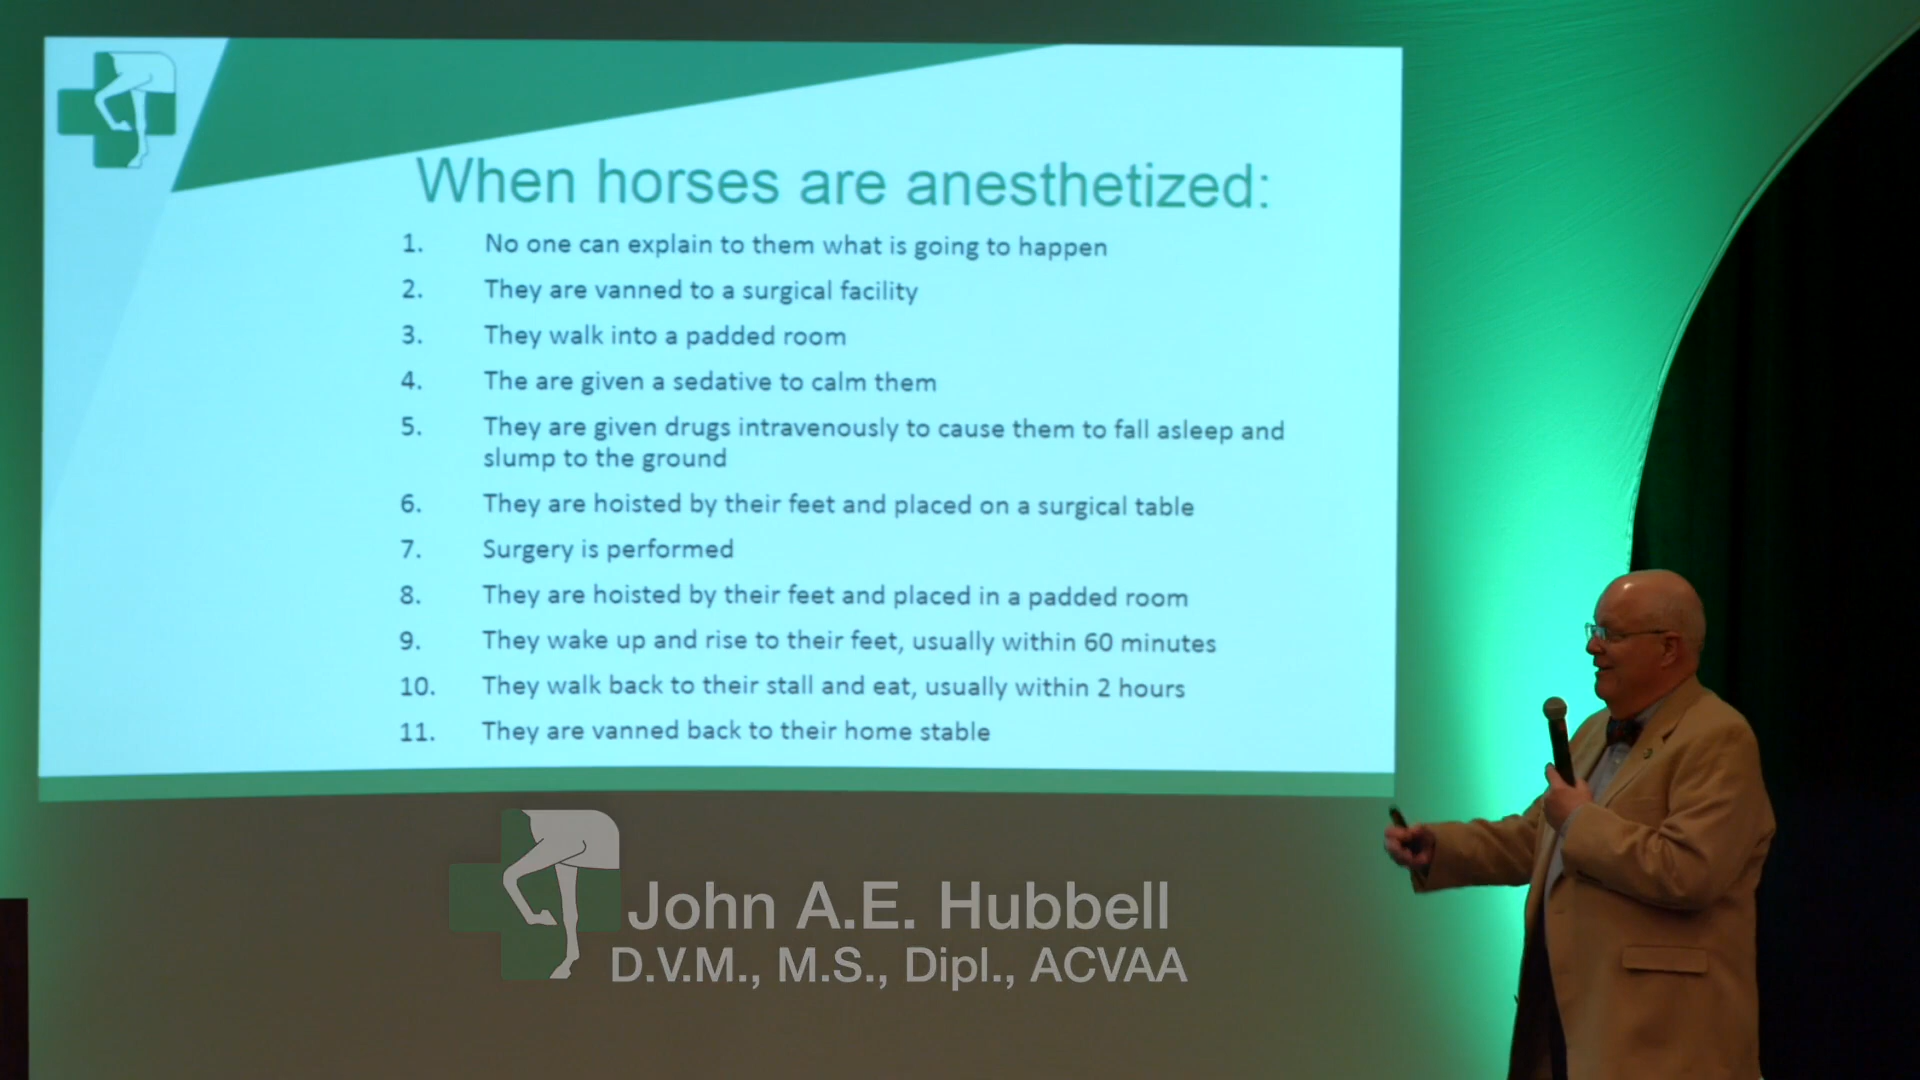 When horses are anesthetized:
1. No one can explain to them what is going to happen
2. They are vanned to a surgical facility
3. They walk into a padded room
4. The are given a sedative to calm them
5. They are given drugs intravenously to cause them to fall asleep and
slump to the ground
6. They are hoisted by their feet and placed on a surgical table
7. Surgery is performed
8. They are hoisted by their feet and placed in a padded room
9. They wake up and rise to their feet, usually within 60 minutes
10. They walk back to their stall and eat, usually within 2 hours
11. They are vanned back to their home stable
John A.E. Hubbell
D.V.M., M.S., Dipl., ACVAA